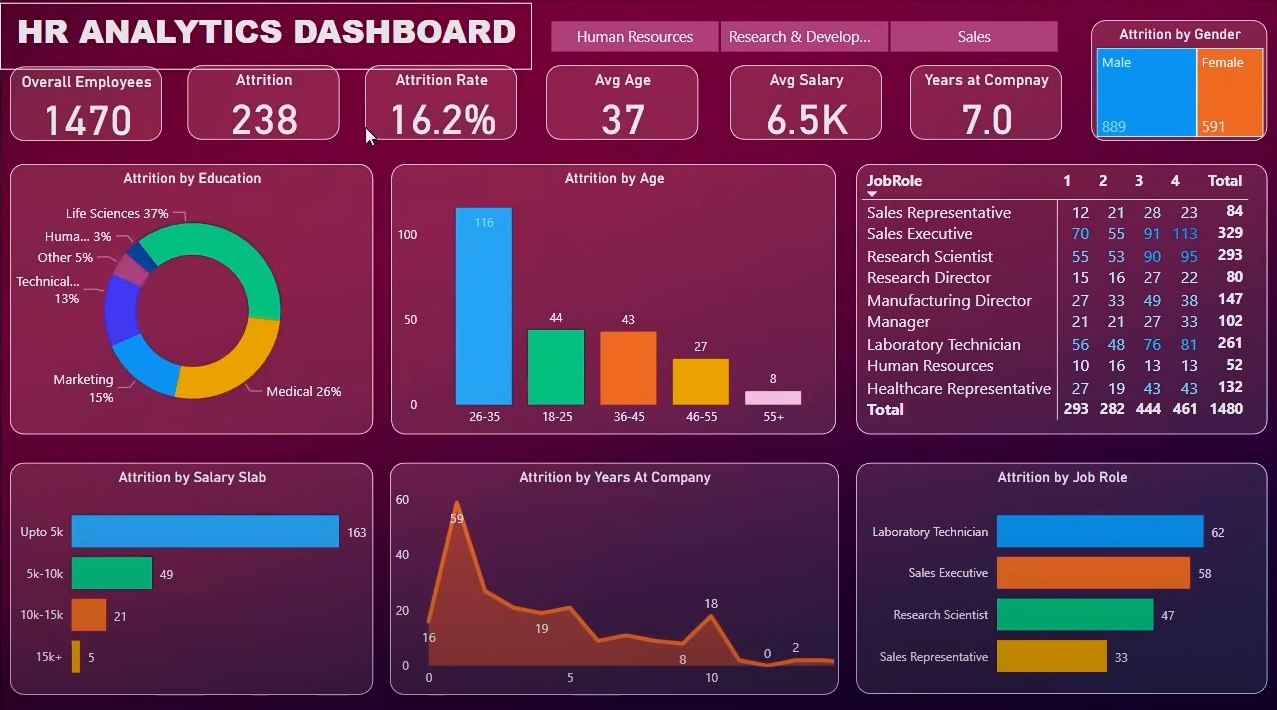 HR ANALYTICS DASHBOARD
Human Resources
Research & Develop...
Sales
Attrition by Gender
Male
889
Female
591
Overall Employees
1470
Attrition
238
Attrition Rate
16.2%
Avg Age
37
Avg Salary
6.5K
Years at Compnay
7.0
Attrition by Education
Life Sciences 37%
Huma... 3%
Other 5%
Technical...
13%
Marketing
15%
Medical 26%
Attrition by Age
100
50
0
116
44
43
27
8
26-35
18-25
36-45
46-55
55+
JobRole 1 2 3 4 Total
Sales Representative 12 21 28 23 84
Sales Executive 70 55 91 113 329
Research Scientist 55 53 90 95 293
Research Director 15 16 27 22 80
Manufacturing Director 27 33 49 38 147
Manager 21 21 27 33 102
Laboratory Technician 56 48 76 81 261
Human Resources 10 16 13 13 52
Healthcare Representative 27 19 43 43 132
Total 293 282 444 461 1480
Attrition by Salary Slab
Upto 5k 163
5k-10k 49
10k-15k 21
15k+ 5
Attrition by Years At Company
60
40
20
0
59
16
19
8
18
0
2
0 5 10
Attrition by Job Role
Laboratory Technician 62
Sales Executive 58
Research Scientist 47
Sales Representative 33